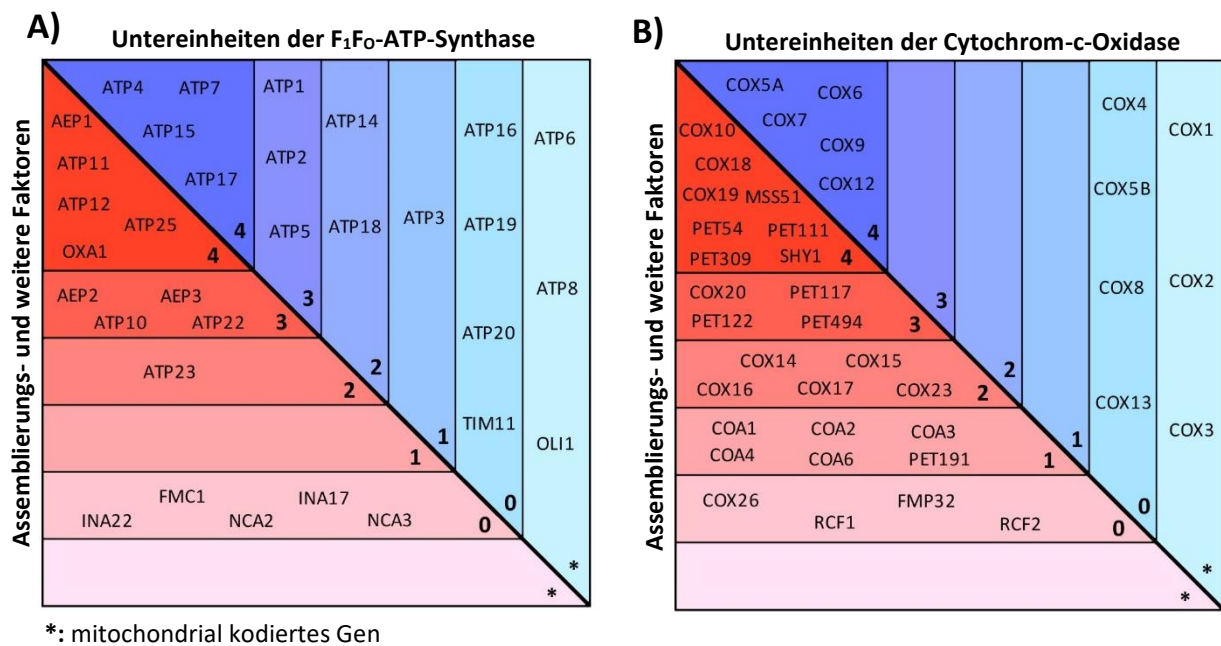 A)
Untereinheiten der F₁Fₒ-ATP-Synthase
Assemblierungs- und weitere Faktoren
ATP4 ATP7 ATP1 ATP14 ATP16 ATP6
AEP1 ATP15 ATP2
ATP11 ATP17 ATP3
ATP12 ATP25 ATP5 ATP18 ATP19
OXA1 4 4
AEP2 AEP3 3 ATP8
ATP10 ATP22 3 ATP20
ATP23 2 2
TIM11 OLI1
1 1
FMC1 INA17 0
INA22 NCA2 NCA3 0
*
*
*: mitochondrial kodiertes Gen
B)
Untereinheiten der Cytochrom-c-Oxidase
Assemblierungs- und weitere Faktoren
COX5A COX6 COX4 COX1
COX10 COX7
COX18 COX9
COX19 MSS51 COX12 COX5B
PET54 PET111 4
PET309 SHY1 4
COX20 PET117 3 COX8 COX2
PET122 PET494 3
COX14 COX15 2
COX16 COX17 COX23 2 COX13
COA1 COA2 COA3 1 COX3
COA4 COA6 PET191 1
COX26 FMP32 0
RCF1 RCF2 0
*
*